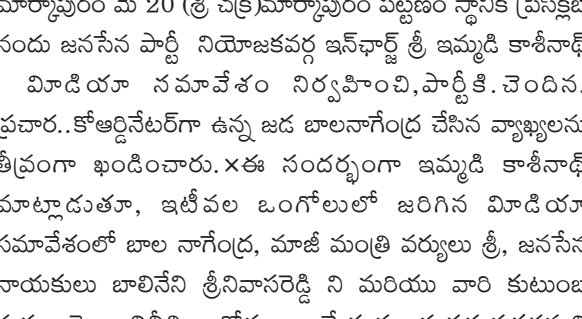 మార్కాపురం మే 20 (శ్రీ చక్ర)మార్కాపురం పట్టణం స్థానిక ప్రెసక్లబ్
నందు జనసేన పార్టీ నియోజకవర్గ ఇన్‌ఛార్జ్ శ్రీ ఇమ్మడి కాశీనాథ్
మీడియా సమావేశం నిర్వహించి,పార్టీకి.చెందిన.
ప్రచార..కోఆర్డినేటర్‌గా ఉన్న జడ బాలనాగేంద్ర చేసిన వ్యాఖ్యలను
తీవ్రంగా ఖండించారు.×ఈ సందర్భంగా ఇమ్మడి కాశీనాథ్
మాట్లాడుతూ, ఇటీవల ఒంగోలులో జరిగిన మీడియా
సమావేశంలో బాల నాగేంద్ర, మాజీ మంత్రి వర్యులు శ్రీ, జనసేన
నాయకులు బాలినేని శ్రీనివాసరెడ్డి ని మరియు వారి కుటుంబ